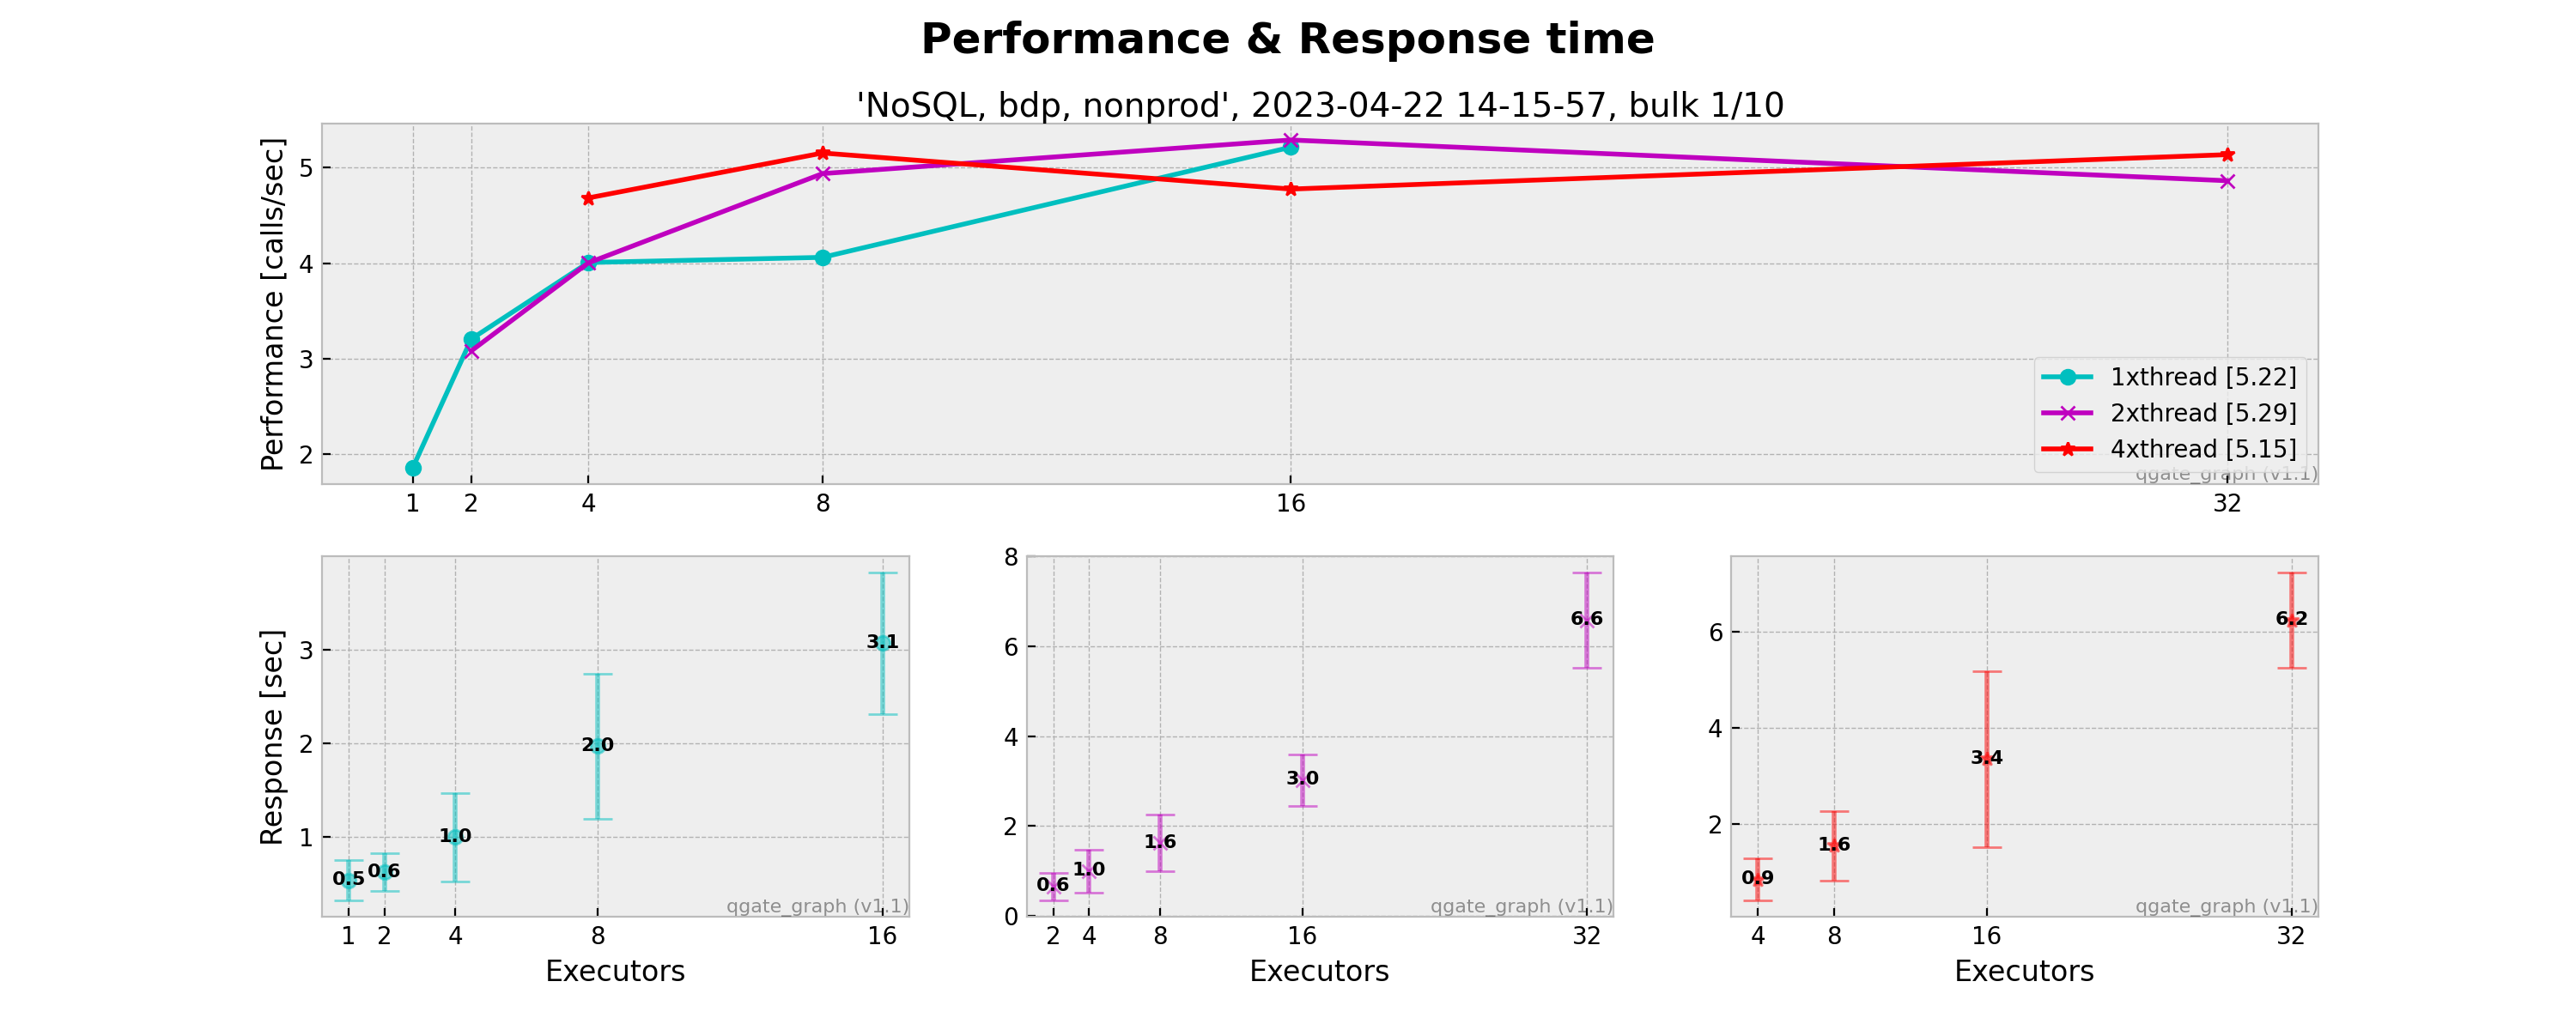 Performance & Response time
'NoSQL, bdp, nonprod', 2023-04-22 14-15-57, bulk 1/10
Performance [calls/sec]
5
4
3
2
1xthread [5.22]
2xthread [5.29]
4xthread [5.15]
qgate_graph (v1.1)
1 2 4 8 16 32
Response [sec]
3
2
1
0.5 0.6 1.0 2.0 3.1
qgate_graph (v1.1)
1 2 4 8 16
Executors
8
6
4
2
0
0.6 1.0 1.6 3.0 6.6
qgate_graph (v1.1)
2 4 8 16 32
Executors
6
4
2
0.9 1.6 3.4 6.2
qgate_graph (v1.1)
4 8 16 32
Executors